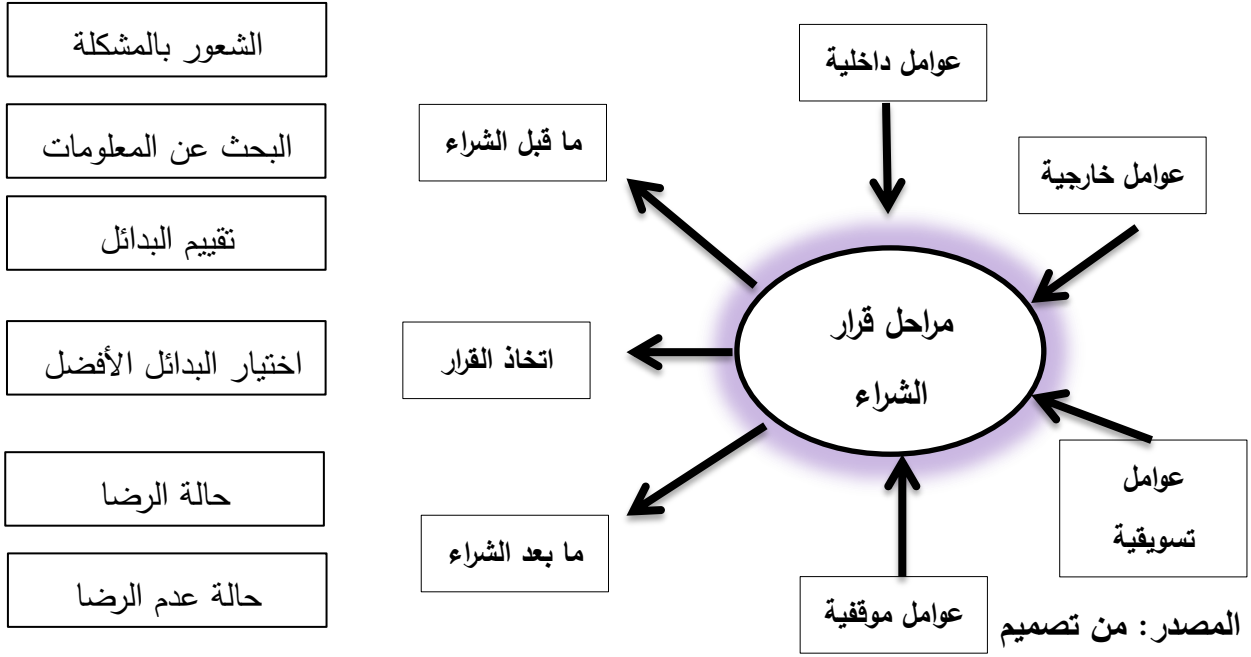 عوامل داخلية
عوامل خارجية
مراحل قرار
الشراء
عوامل
تسويقية
عوامل موقفية
ما قبل الشراء
اتخاذ القرار
ما بعد الشراء
الشعور بالمشكلة
البحث عن المعلومات
تقييم البدائل
اختيار البدائل الأفضل
حالة الرضا
حالة عدم الرضا
المصدر: من تصميم